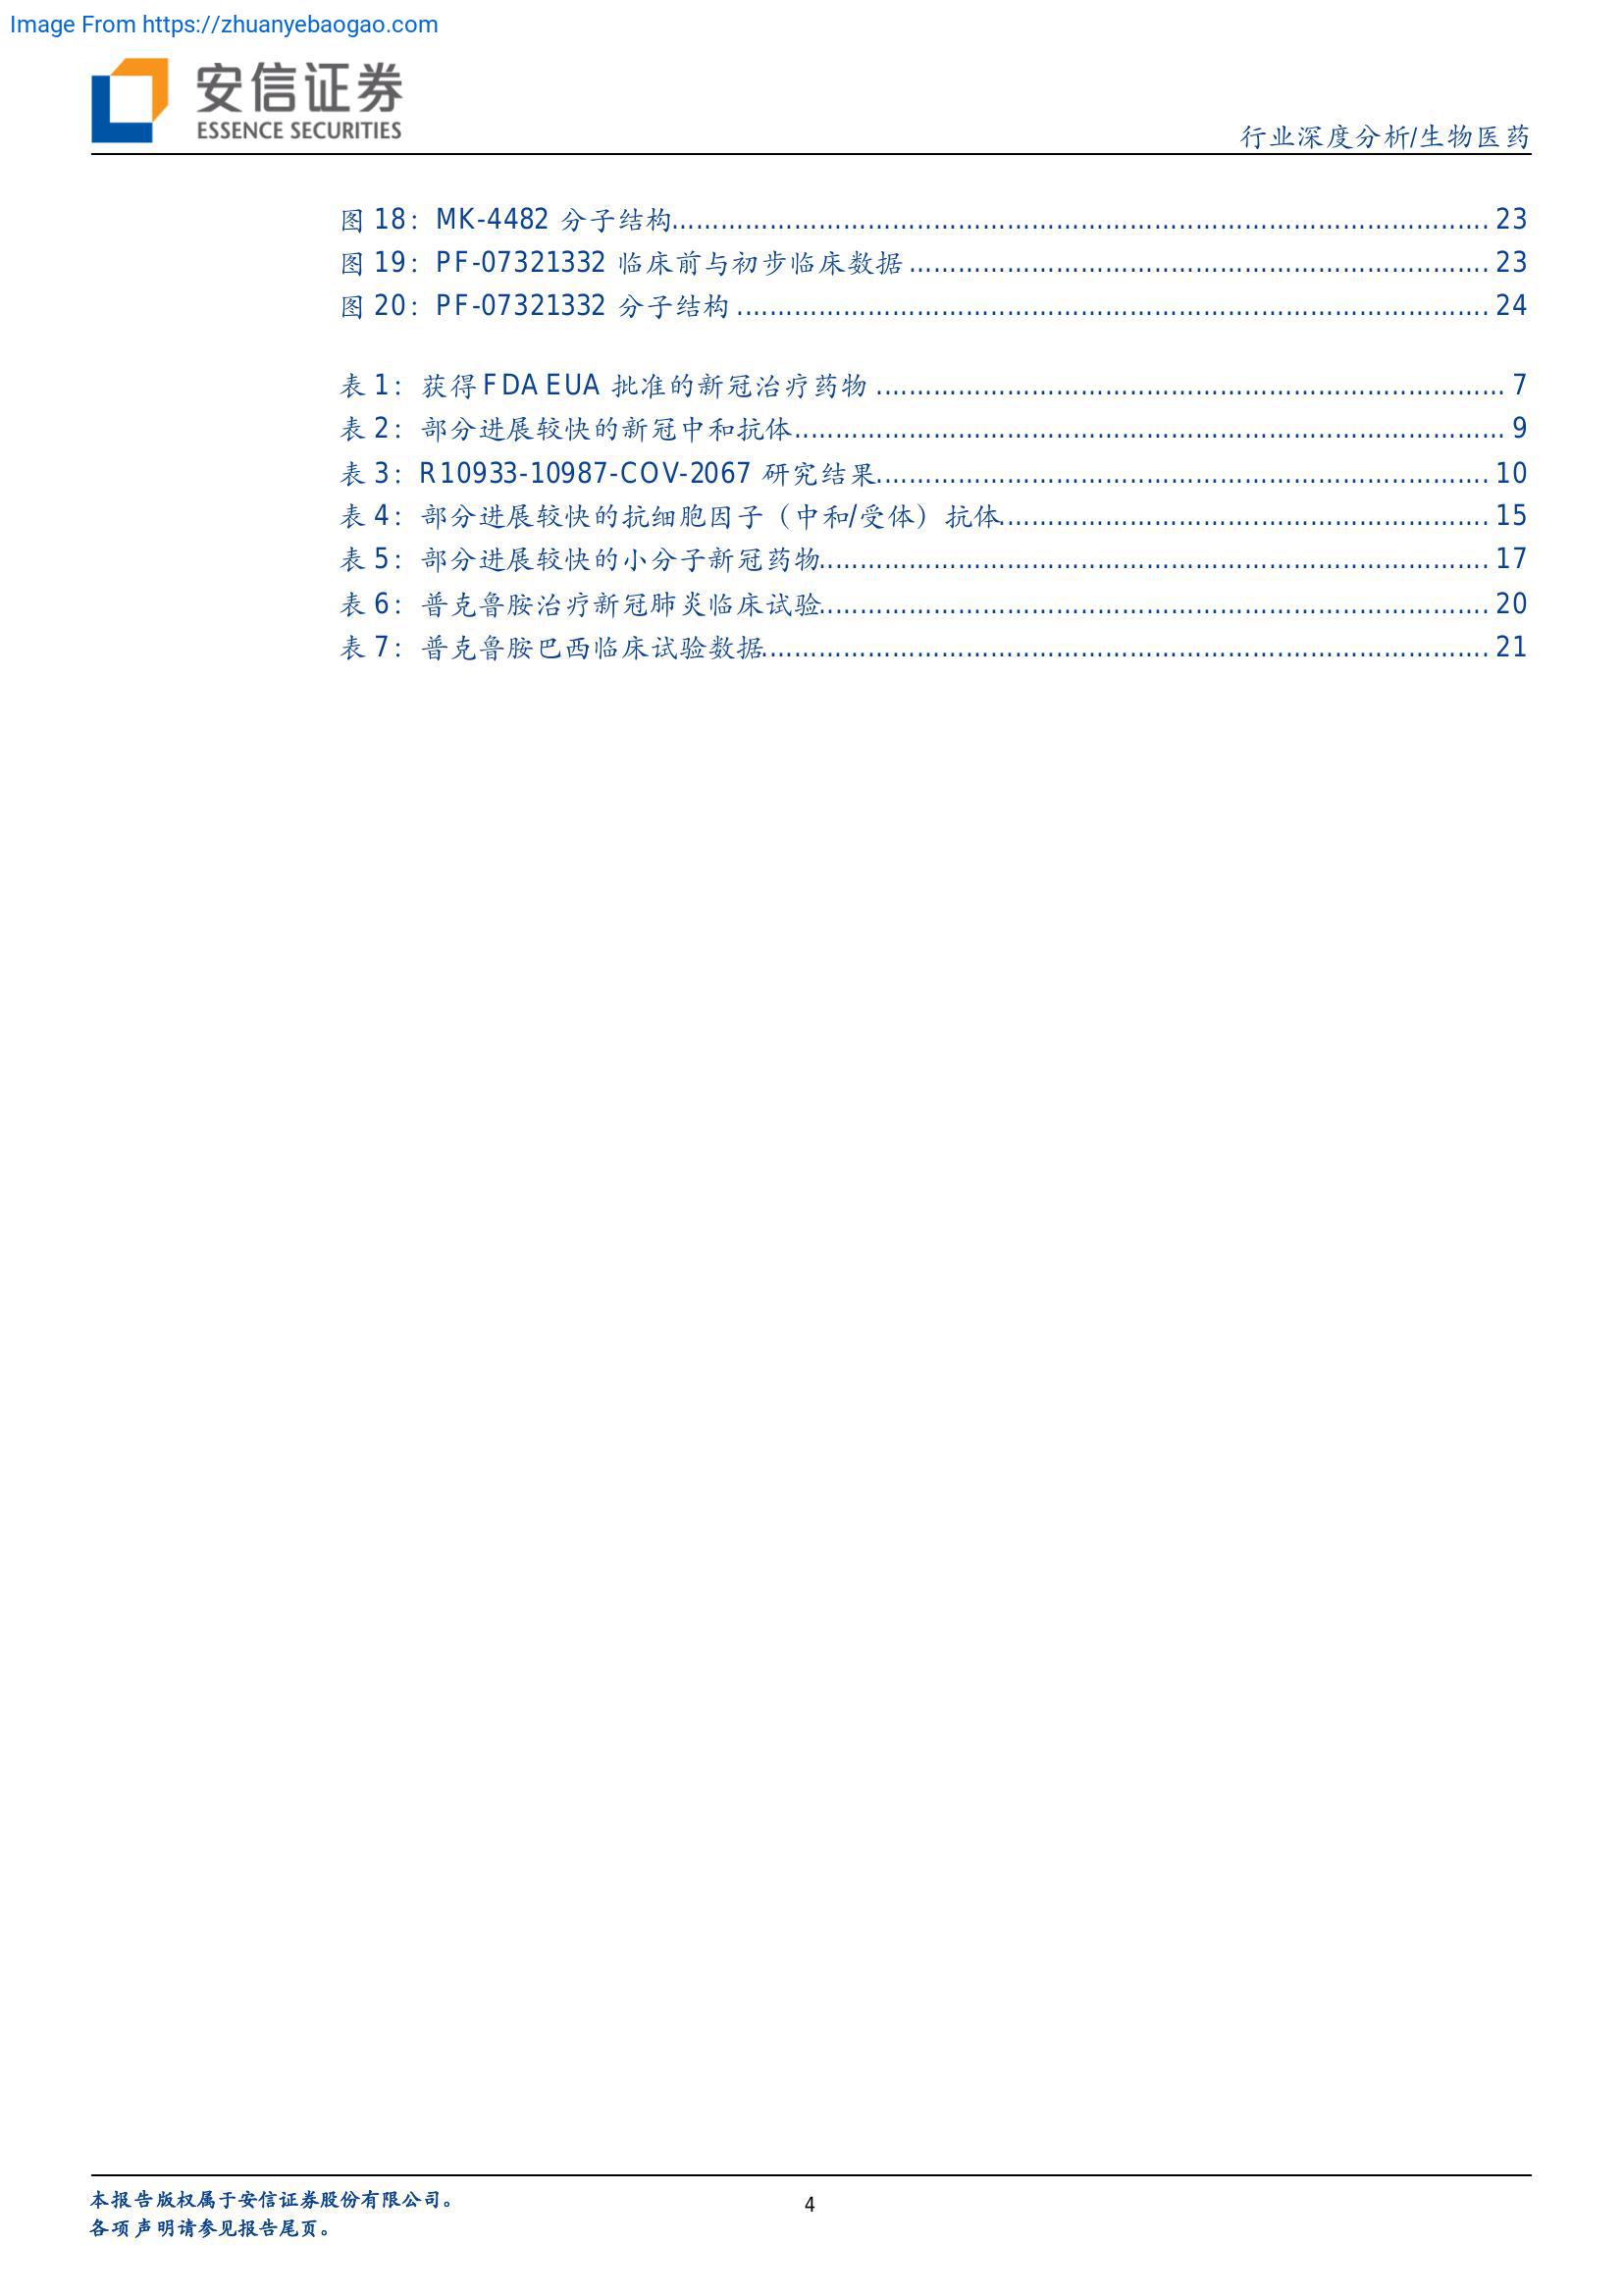 Image From https://zhuanyebaogao.com
安信证券
ESSENCE SECURITIES
行业深度分析/生物医药
图 18：MK-4482 分子结构........................................................................................................ 23
图 19：PF-07321332 临床前与初步临床数据........................................................................ 23
图 20：PF-07321332 分子结构............................................................................................. 24
表 1：获得 FDA EUA 批准的新冠治疗药物............................................................................. 7
表 2：部分进展较快的新冠中和抗体........................................................................................ 9
表 3：R10933-10987-COV-2067 研究结果........................................................................... 10
表 4：部分进展较快的抗细胞因子（中和/受体）抗体............................................................ 15
表 5：部分进展较快的小分子新冠药物.................................................................................. 17
表 6：普克鲁胺治疗新冠肺炎临床试验.................................................................................. 20
表 7：普克鲁胺巴西临床试验数据.......................................................................................... 21
本报告版权属于安信证券股份有限公司。
4
各项声明请参见报告尾页。